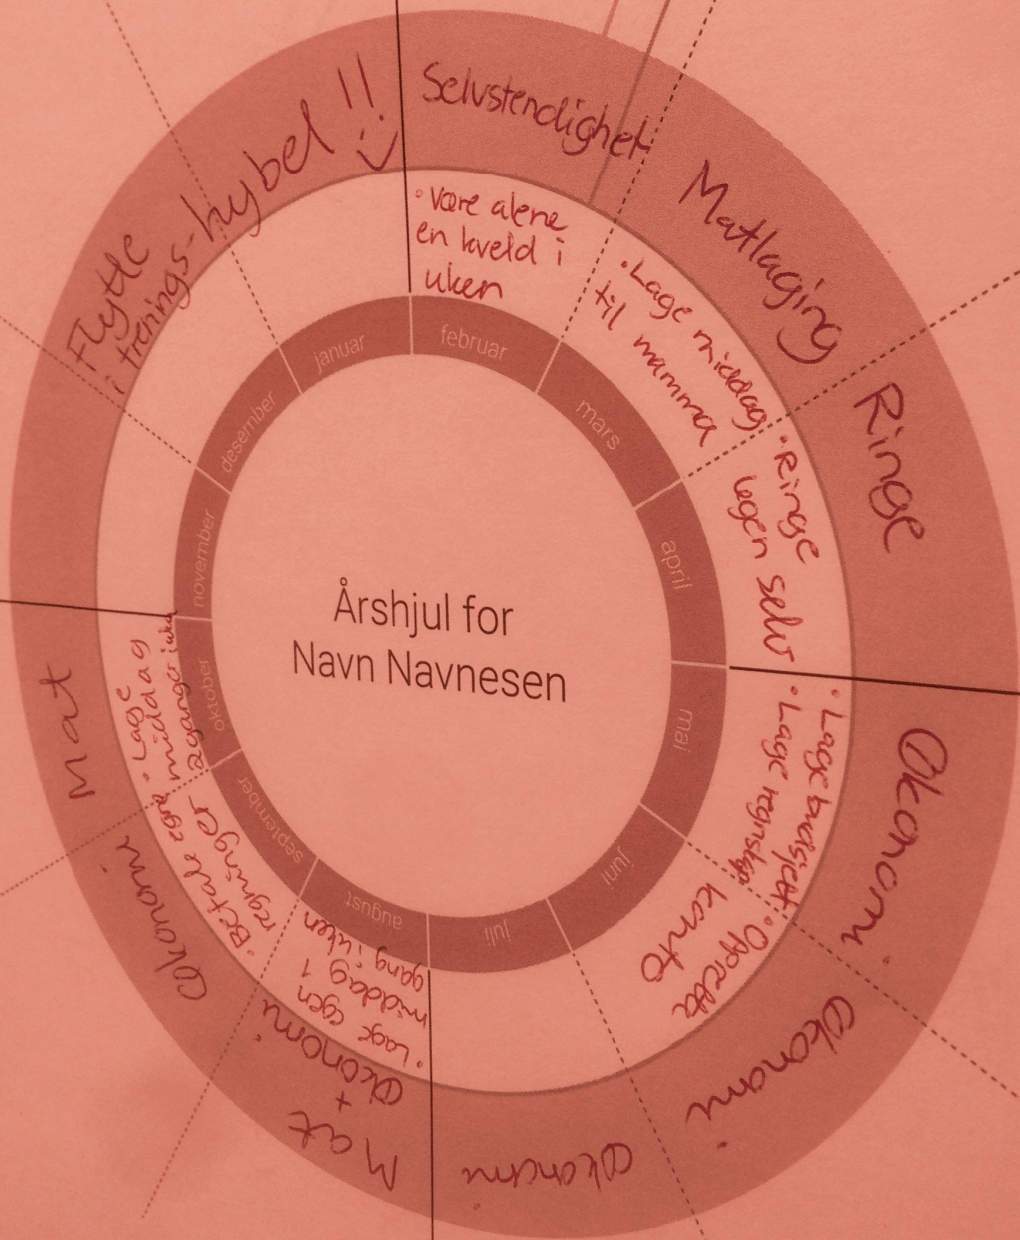 Årshjul for
Navn Navnesen
januar
februar
mars
april
mai
juni
juli
august
september
oktober
november
desember
Selvstendighet
• Være alene
en kveld i
uken
Matlaging
• Lage middag
til mamma
Ringe
• Ringe
legen selv
Økonomi
• Lage budsjett
• Lage regnskap
Økonomi
• Opprette
konto
Økonomi
Mat
+
Økonomi
• Lage egen
middag 1
gang i uken
Økonomi
• Betale egne
regninger
Mat
• Lage
middag
2 ganger i uken
Flytte
i trenings-hybel !! :)